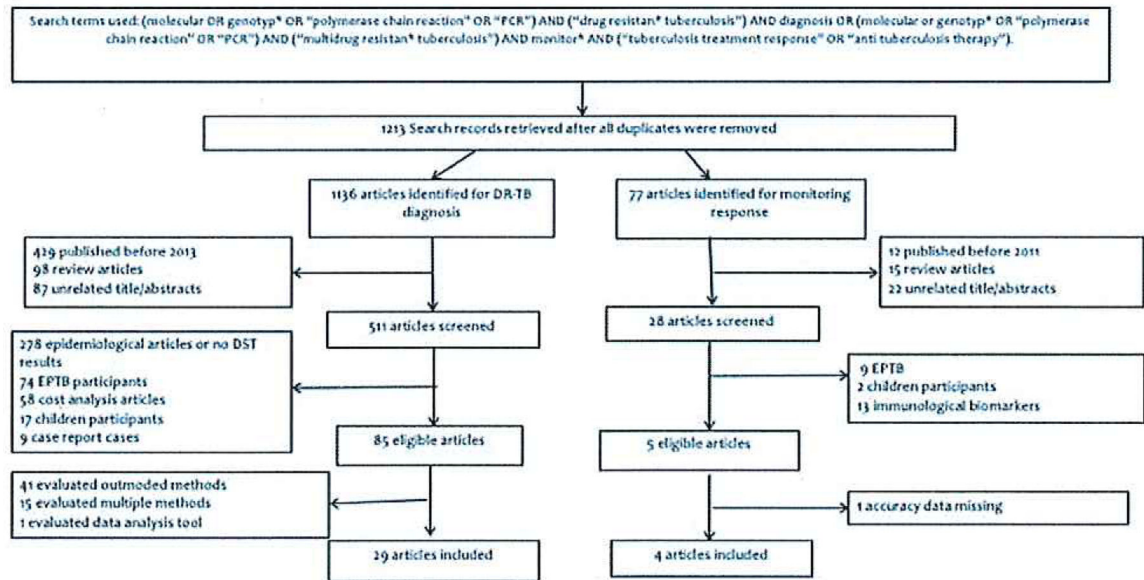 Search terms used: (molecular OR genotyp* OR “polymerase chain reaction” OR “PCR”) AND (“drug resistan* tuberculosis”) AND diagnosis OR (molecular or genotyp* OR “polymerase
chain reaction” OR “PCR”) AND (“multidrug resistan* tuberculosis”) AND monitor* AND (“tuberculosis treatment response” OR “anti tuberculosis therapy”).
1213 Search records retrieved after all duplicates were removed
1136 articles identified for DR-TB
diagnosis
77 articles identified for monitoring
response
429 published before 2013
98 review articles
87 unrelated title/abstracts
12 published before 2011
15 review articles
22 unrelated title/abstracts
511 articles screened
28 articles screened
278 epidemiological articles or no DST
results
74 EPTB participants
58 cost analysis articles
17 children participants
9 case report cases
9 EPTB
2 children participants
13 immunological biomarkers
85 eligible articles
5 eligible articles
41 evaluated outmoded methods
15 evaluated multiple methods
1 evaluated data analysis tool
1 accuracy data missing
29 articles included
4 articles included